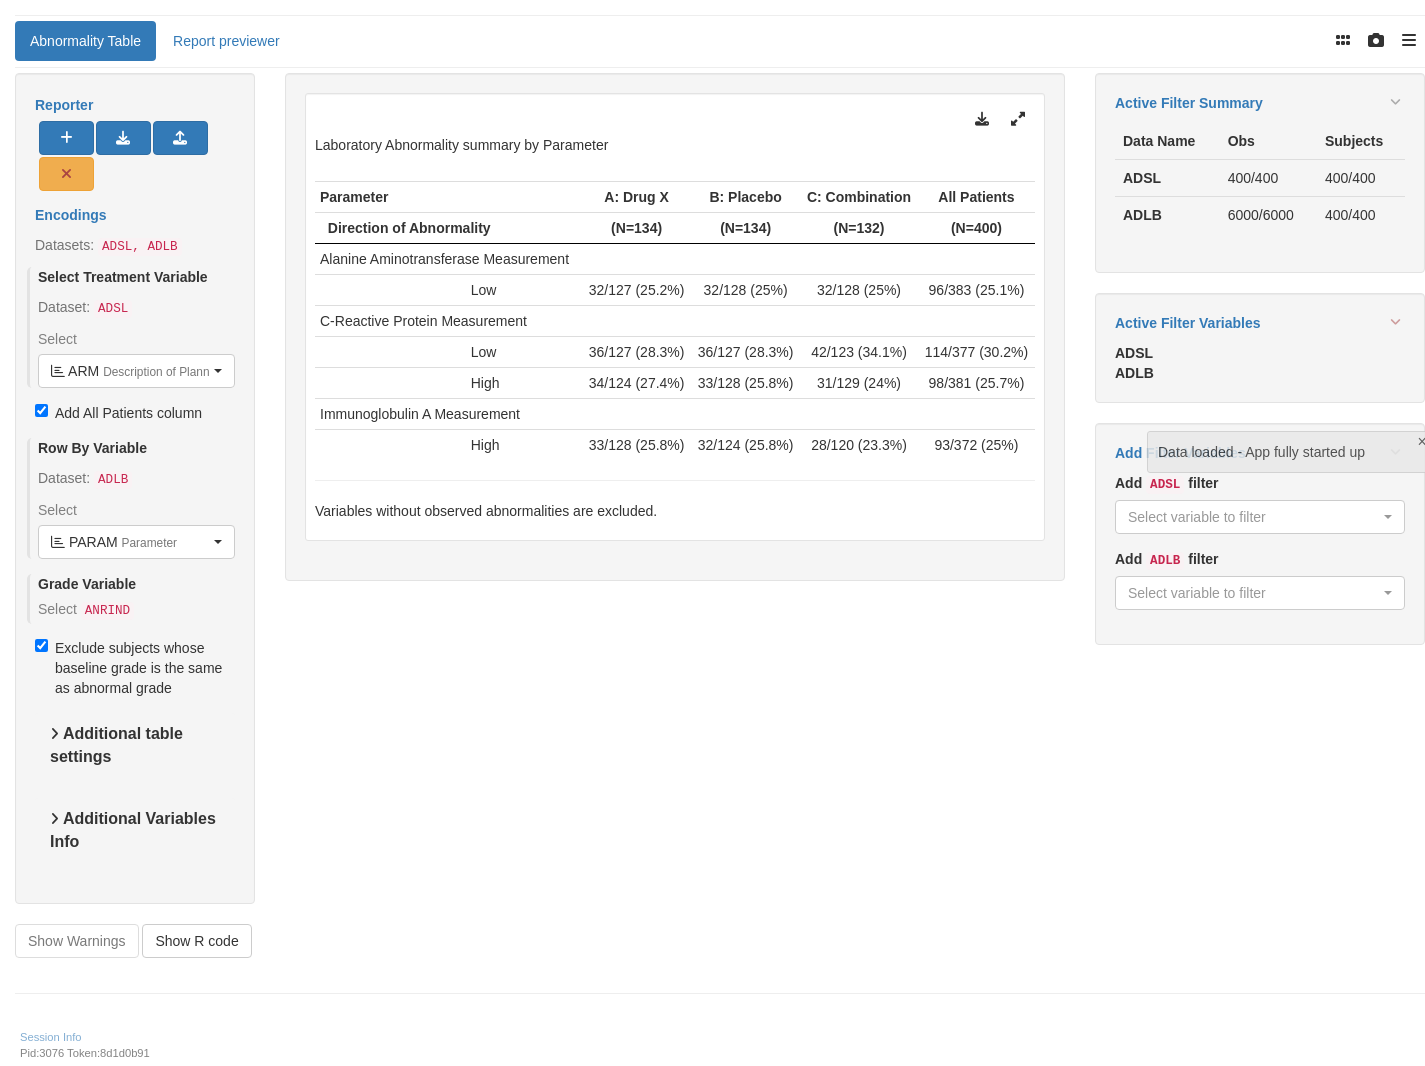 Abnormality Table
Report previewer
Reporter
Encodings
Datasets: ADSL, ADLB
Select Treatment Variable
Dataset: ADSL
Select
ARM Description of Plann
Add All Patients column
Row By Variable
Dataset: ADLB
Select
PARAM Parameter
Grade Variable
Select ANRIND
Exclude subjects whose
baseline grade is the same
as abnormal grade
Additional table
settings
Additional Variables
Info
Show Warnings
Show R code
Laboratory Abnormality summary by Parameter
Parameter A: Drug X B: Placebo C: Combination All Patients
Direction of Abnormality (N=134) (N=134) (N=132) (N=400)
Alanine Aminotransferase Measurement
Low 32/127 (25.2%) 32/128 (25%) 32/128 (25%) 96/383 (25.1%)
C-Reactive Protein Measurement
Low 36/127 (28.3%) 36/127 (28.3%) 42/123 (34.1%) 114/377 (30.2%)
High 34/124 (27.4%) 33/128 (25.8%) 31/129 (24%) 98/381 (25.7%)
Immunoglobulin A Measurement
High 33/128 (25.8%) 32/124 (25.8%) 28/120 (23.3%) 93/372 (25%)
Variables without observed abnormalities are excluded.
Active Filter Summary
Data Name Obs Subjects
ADSL 400/400 400/400
ADLB 6000/6000 400/400
Active Filter Variables
ADSL
ADLB
Add
Data loaded - App fully started up
×
Add ADSL filter
Select variable to filter
Add ADLB filter
Select variable to filter
Session Info
Pid:3076 Token:8d1d0b91